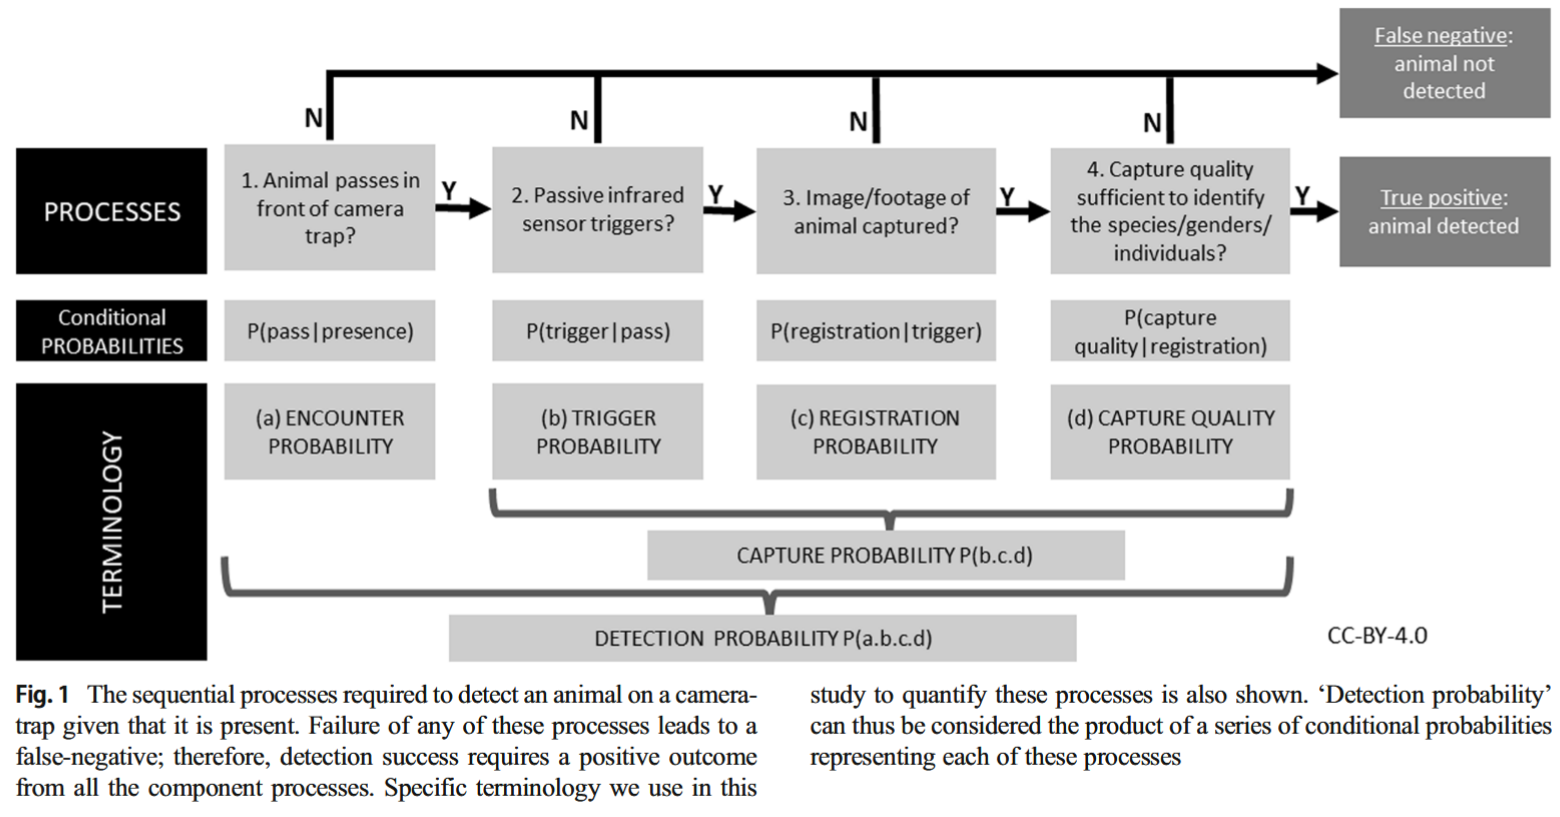 False negative:
animal not
detected
N
N
N
N
PROCESSES
1. Animal passes in
front of camera
trap?
Y
2. Passive infrared
sensor triggers?
Y
3. Image/footage of
animal captured?
Y
4. Capture quality
sufficient to identify
the species/genders/
individuals?
Y
True positive:
animal detected
Conditional
PROBABILITIES
P(pass|presence)
P(trigger|pass)
P(registration|trigger)
P(capture
quality|registration)
TERMINOLOGY
(a) ENCOUNTER
PROBABILITY
(b) TRIGGER
PROBABILITY
(c) REGISTRATION
PROBABILITY
(d) CAPTURE QUALITY
PROBABILITY
CAPTURE PROBABILITY P(b.c.d)
DETECTION PROBABILITY P(a.b.c.d)
CC-BY-4.0
Fig. 1 The sequential processes required to detect an animal on a camera-
trap given that it is present. Failure of any of these processes leads to a
false-negative; therefore, detection success requires a positive outcome
from all the component processes. Specific terminology we use in this
study to quantify these processes is also shown. ‘Detection probability’
can thus be considered the product of a series of conditional probabilities
representing each of these processes